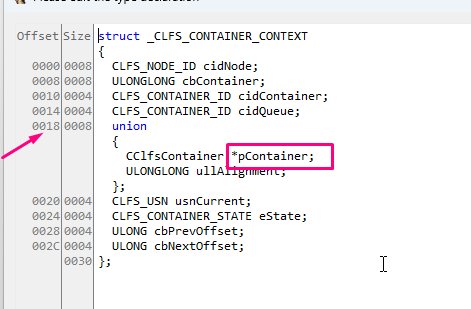 Please edit the type declaration
Offset Size struct _CLFS_CONTAINER_CONTEXT
{
0000 0008 CLFS_NODE_ID cidNode;
0008 0008 ULONGLONG cbContainer;
0010 0004 CLFS_CONTAINER_ID cidContainer;
0014 0004 CLFS_CONTAINER_ID cidQueue;
0018 0008 union
{
CClfsContainer *pContainer;
ULONGLONG ullAlignment;
};
0020 0004 CLFS_USN usnCurrent;
0024 0004 CLFS_CONTAINER_STATE eState;
0028 0004 ULONG cbPrevOffset;
002C 0004 ULONG cbNextOffset;
0030 };